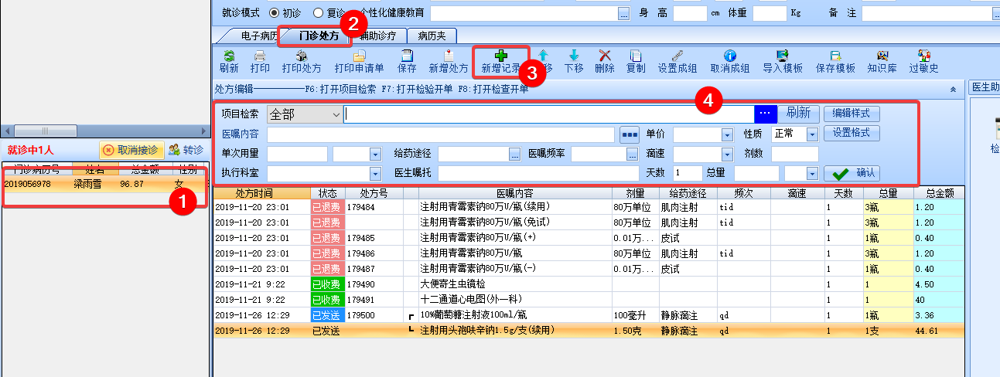 就诊模式 初诊 复诊 个性化健康教育 身 高 cm 体重 Kg 备 注
电子病历 门诊处方 2 辅助诊疗 病历夹
刷新 打印 打印处方 打印申请单 保存 新增处方 新增记录 3 移 下移 删除 复制 设置成组 取消成组 导入模板 保存模板 知识库 过敏史
处方编辑————————F6:打开项目检索 F7:打开检验开单 F8:打开检查开单
医生助
4
项目检索 全部 ... 刷新 编辑样式
医嘱内容 ... 单价 性质 正常 设置格式
单次用量 给药途径 ... 医嘱频率 ... 滴速 剂数
执行科室 医生嘱托 天数 1 总量 确认
就诊中1人 取消接诊 转诊
门诊病历号 姓名 总金额 性别
2019056978 梁雨雪 96.87 女
1
处方时间 状态 处方号 医嘱内容 剂量 给药途径 频次 滴速 天数 总量 总金额
2019-11-20 23:01 已退费 179484 注射用青霉素钠80万U/瓶(续用) 80万单位 肌肉注射 tid 1 3瓶 1.20
2019-11-20 23:01 已退费 注射用青霉素钠80万U/瓶(免试) 80万单位 肌肉注射 tid 1 3瓶 1.20
2019-11-20 23:01 已退费 179485 注射用青霉素钠80万U/瓶(+) 0.01万... 皮试 1 1瓶 0.40
2019-11-20 23:01 已退费 179486 注射用青霉素钠80万U/瓶 80万单位 肌肉注射 tid 1 3瓶 1.20
2019-11-20 23:01 已退费 179487 注射用青霉素钠80万U/瓶(-) 0.01万... 皮试 1 1瓶 0.40
2019-11-21 9:22 已收费 179490 大便寄生虫镜检 1 1 4.50
2019-11-21 9:22 已收费 179491 十二通道心电图(外一科) 1 1 40
2019-11-26 12:29 已发送 179500 ┏ 10%葡萄糖注射液100ml/瓶 100毫升 静脉滴注 qd 1 1瓶 3.36
2019-11-26 12:29 已发送 ┗ 注射用头孢呋辛钠1.5g/支(续用) 1.50克 静脉滴注 qd 1 1支 44.61
检